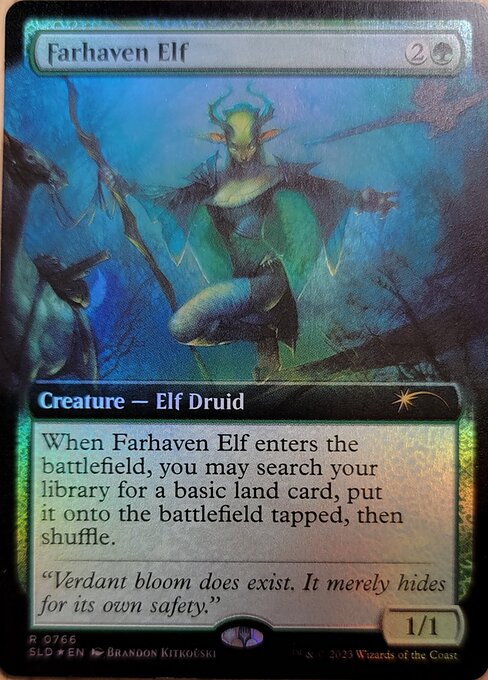 Farhaven Elf 2
Creature — Elf Druid
When Farhaven Elf enters the
battlefield, you may search your
library for a basic land card, put
it onto the battlefield tapped, then
shuffle.
“Verdant bloom does exist. It merely hides
for its own safety.”
1/1
R 0766
SLD ★ EN Brandon Kitkouski ™ & © 2023 Wizards of the Coast